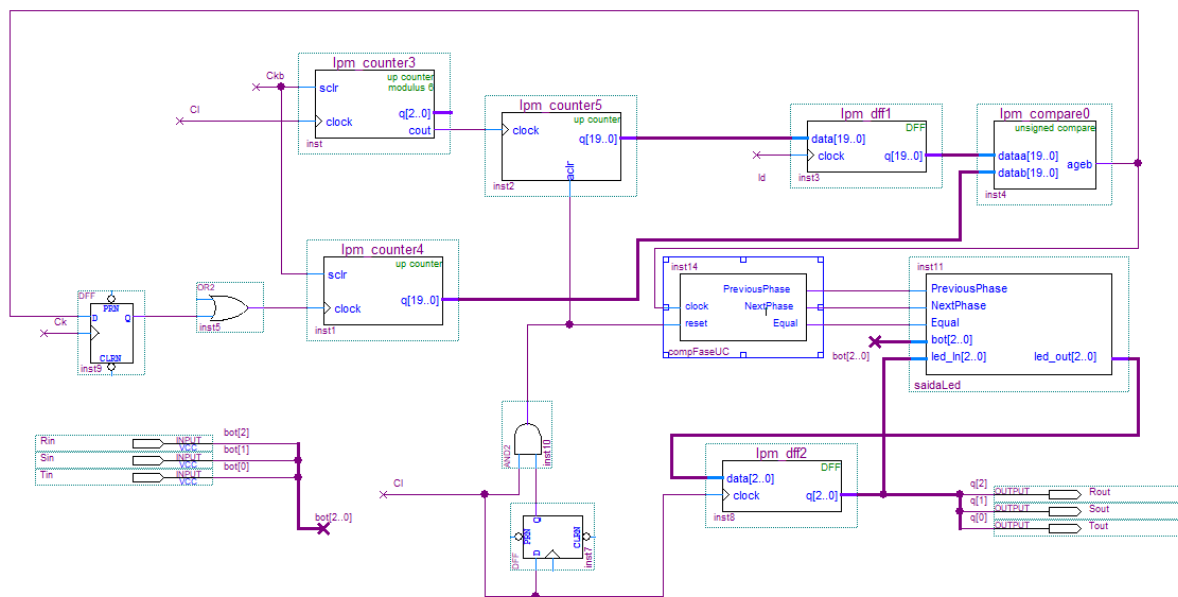 lpm_counter3
up counter
modulus 6
sclr
clock
q[2..0]
cout
inst
Ckb
Cl
lpm_counter5
up counter
clock
q[19..0]
aclr
inst2
lpm_dff1
DFF
data[19..0]
clock
q[19..0]
inst3
ld
lpm_compare0
unsigned compare
dataa[19..0]
datab[19..0]
ageb
inst4
lpm_counter4
up counter
sclr
clock
q[19..0]
inst1
DFF
PRN
D
Q
CLRN
inst9
Ck
OR2
inst5
inst14
PreviousPhase
clock
NextPhase
reset
Equal
compFaseUC
inst11
PreviousPhase
NextPhase
Equal
bot[2..0]
led_In[2..0]
led_out[2..0]
saidaLed
bot[2..0]
AND2
inst10
Rin
INPUT
VCC
bot[2]
Sin
INPUT
VCC
bot[1]
Tin
INPUT
VCC
bot[0]
bot[2..0]
Cl
DFF
PRN
D
Q
CLRN
inst7
lpm_dff2
DFF
data[2..0]
clock
q[2..0]
inst8
q[2]
OUTPUT
Rout
q[1]
OUTPUT
Sout
q[0]
OUTPUT
Tout